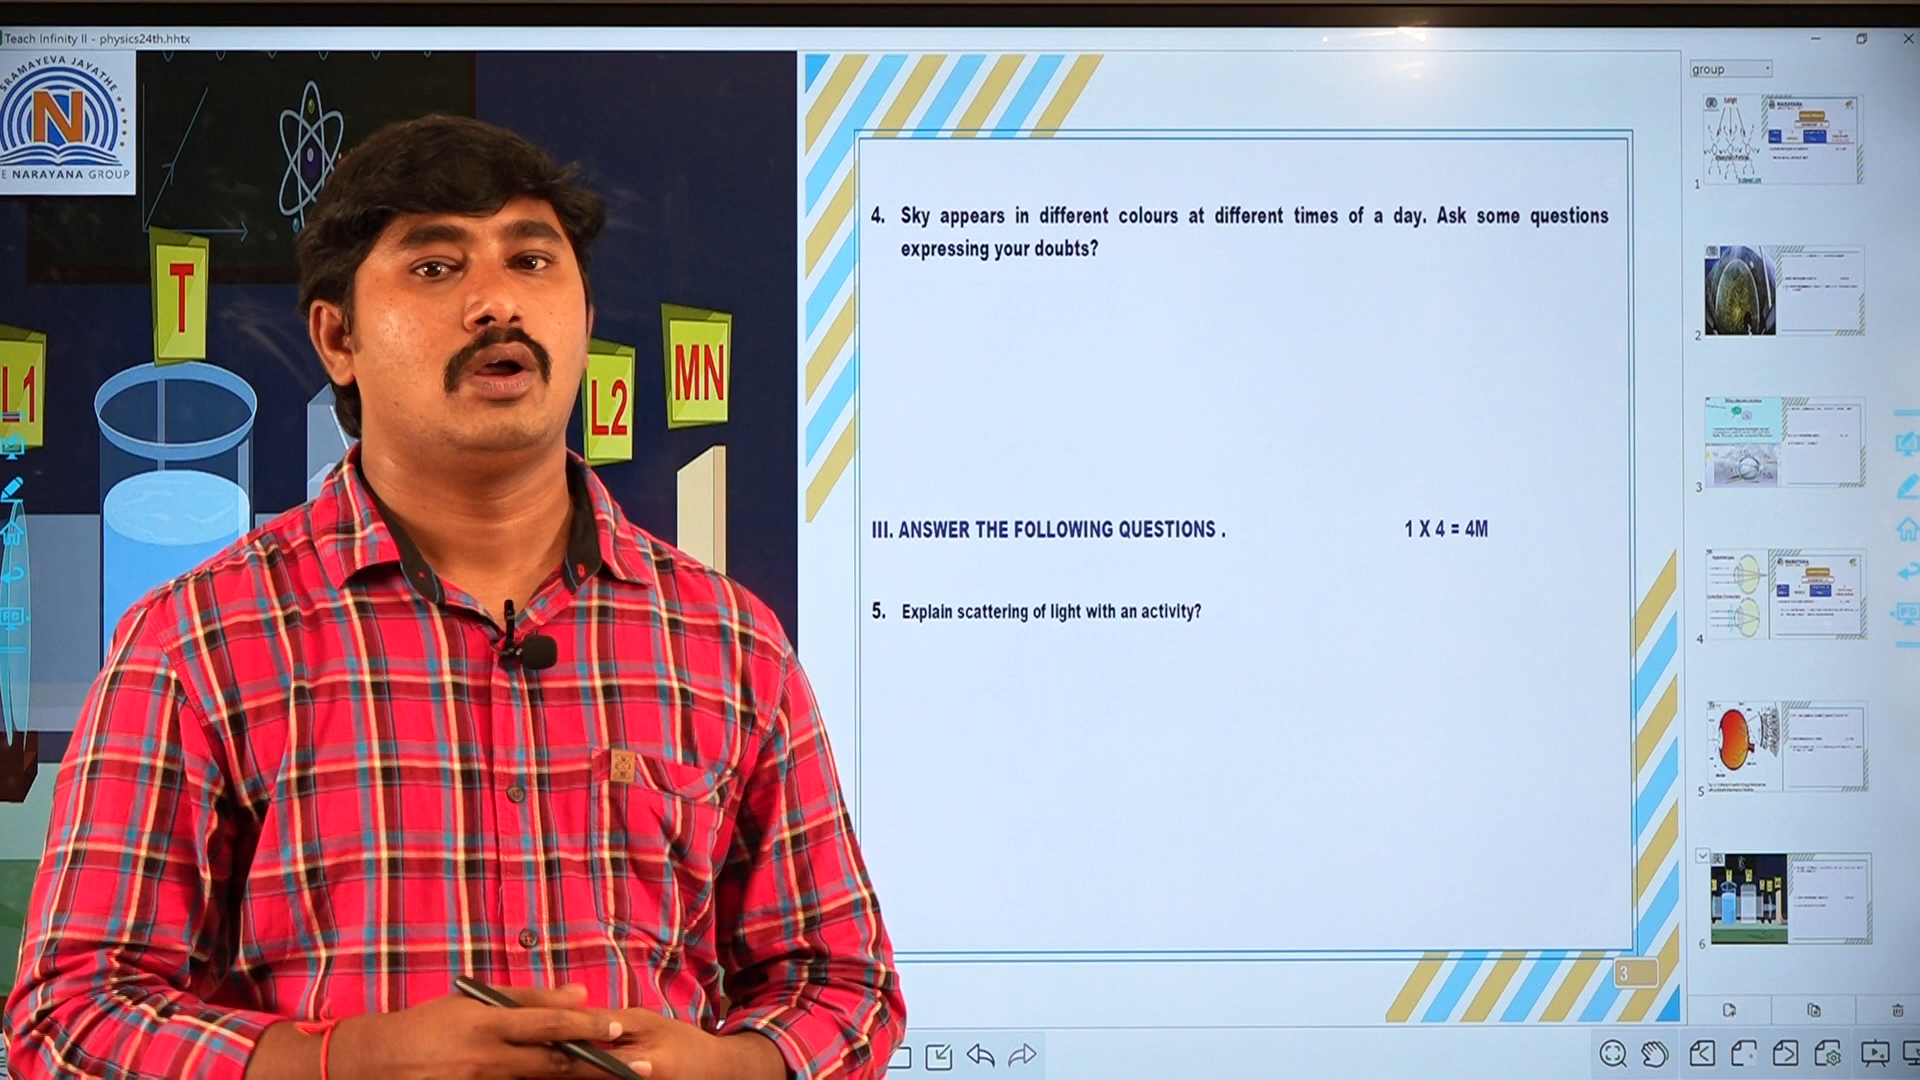 Teach Infinity II - physics24th.hhtx
SRAMAYEVA JAYATHE
N
E NARAYANA GROUP
T
L1
L2
MN
4. Sky appears in different colours at different times of a day. Ask some questions
expressing your doubts?
III. ANSWER THE FOLLOWING QUESTIONS . 1 X 4 = 4M
5. Explain scattering of light with an activity?
3
group
1
2
3
4
5
6